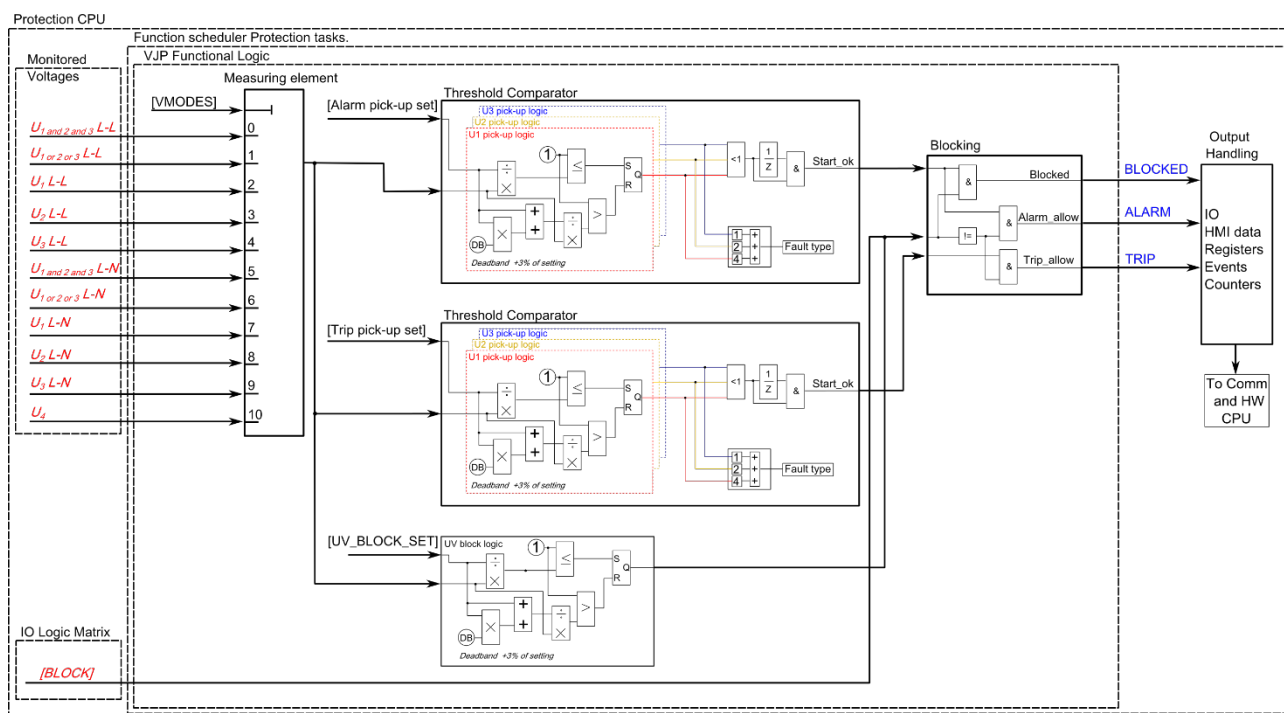 Protection CPU
Function scheduler Protection tasks.
VJP Functional Logic
Monitored
Voltages
Measuring element
[VMODES]
U1 and 2 and 3 L-L
0
U1 or 2 or 3 L-L
1
U1 L-L
2
U2 L-L
3
U3 L-L
4
U1 and 2 and 3 L-N
5
U1 or 2 or 3 L-N
6
U1 L-N
7
U2 L-N
8
U3 L-N
9
U4
10
[Alarm pick-up set]
Threshold Comparator
U3 pick-up logic
U2 pick-up logic
U1 pick-up logic
÷
×
1
≤
S
R
Q
+
+
÷
×
>
×
DB
Deadband +3% of setting
<1
1
Z
&
Start_ok
1 +
2 +
4 +
Fault type
[Trip pick-up set]
Threshold Comparator
U3 pick-up logic
U2 pick-up logic
U1 pick-up logic
÷
×
1
≤
S
R
Q
+
+
÷
×
>
×
DB
Deadband +3% of setting
<1
1
Z
&
Start_ok
1 +
2 +
4 +
Fault type
[UV_BLOCK_SET]
UV block logic
÷
×
1
≤
S
R
Q
+
+
÷
×
>
×
DB
Deadband +3% of setting
Blocking
&
Blocked
&
Alarm_allow
!=
&
Trip_allow
BLOCKED
ALARM
TRIP
Output
Handling
IO
HMI data
Registers
Events
Counters
To Comm
and HW
CPU
IO Logic Matrix
[BLOCK]